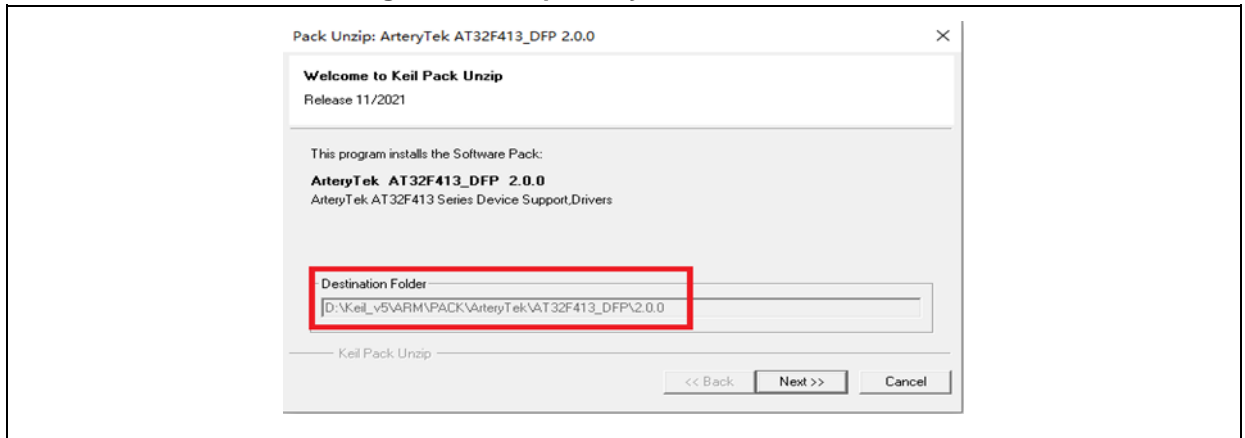 Pack Unzip: ArteryTek AT32F413_DFP 2.0.0
Welcome to Keil Pack Unzip
Release 11/2021
This program installs the Software Pack:
ArteryTek AT32F413_DFP 2.0.0
ArteryTek AT32F413 Series Device Support,Drivers
Destination Folder
D:\Keil_v5\ARM\PACK\ArteryTek\AT32F413_DFP\2.0.0
Keil Pack Unzip
<< Back Next >> Cancel